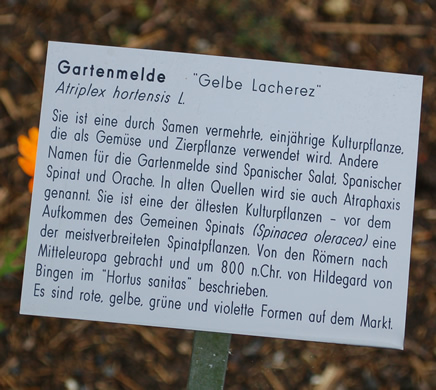 Gartenmelde "Gelbe Lacherez"
Atriplex hortensis L.
Sie ist eine durch Samen vermehrte, einjährige Kulturpflanze,
die als Gemüse und Zierpflanze verwendet wird. Andere
Namen für die Gartenmelde sind Spanischer Salat, Spanischer
Spinat und Orache. In alten Quellen wird sie auch Atraphaxis
genannt. Sie ist eine der ältesten Kulturpflanzen – vor dem
Aufkommen des Gemeinen Spinats (Spinacea oleracea) eine
der meistverbreiteten Spinatpflanzen. Von den Römern nach
Mitteleuropa gebracht und um 800 n.Chr. von Hildegard von
Bingen im "Hortus sanitas" beschrieben.
Es sind rote, gelbe, grüne und violette Formen auf dem Markt.